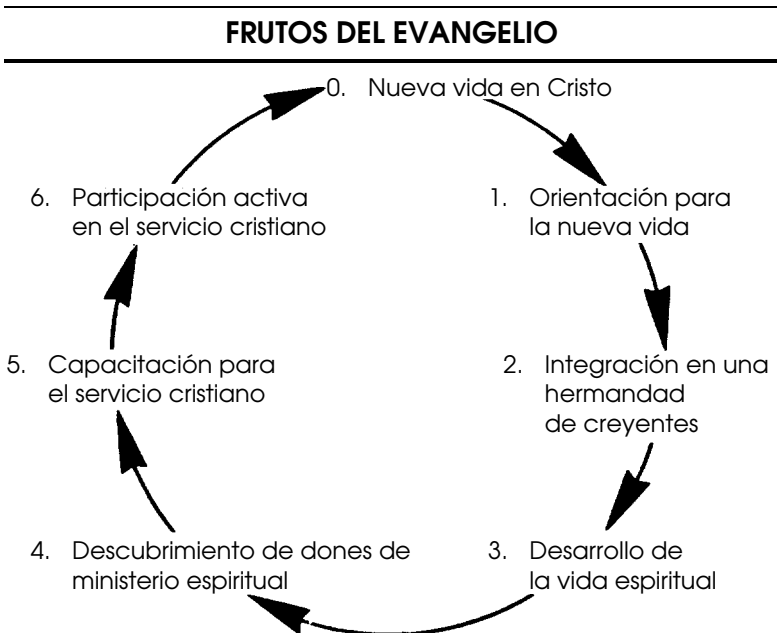 FRUTOS DEL EVANGELIO
0. Nueva vida en Cristo
1. Orientación para
la nueva vida
2. Integración en una
hermandad
de creyentes
3. Desarrollo de
la vida espiritual
4. Descubrimiento de dones de
ministerio espiritual
5. Capacitación para
el servicio cristiano
6. Participación activa
en el servicio cristiano